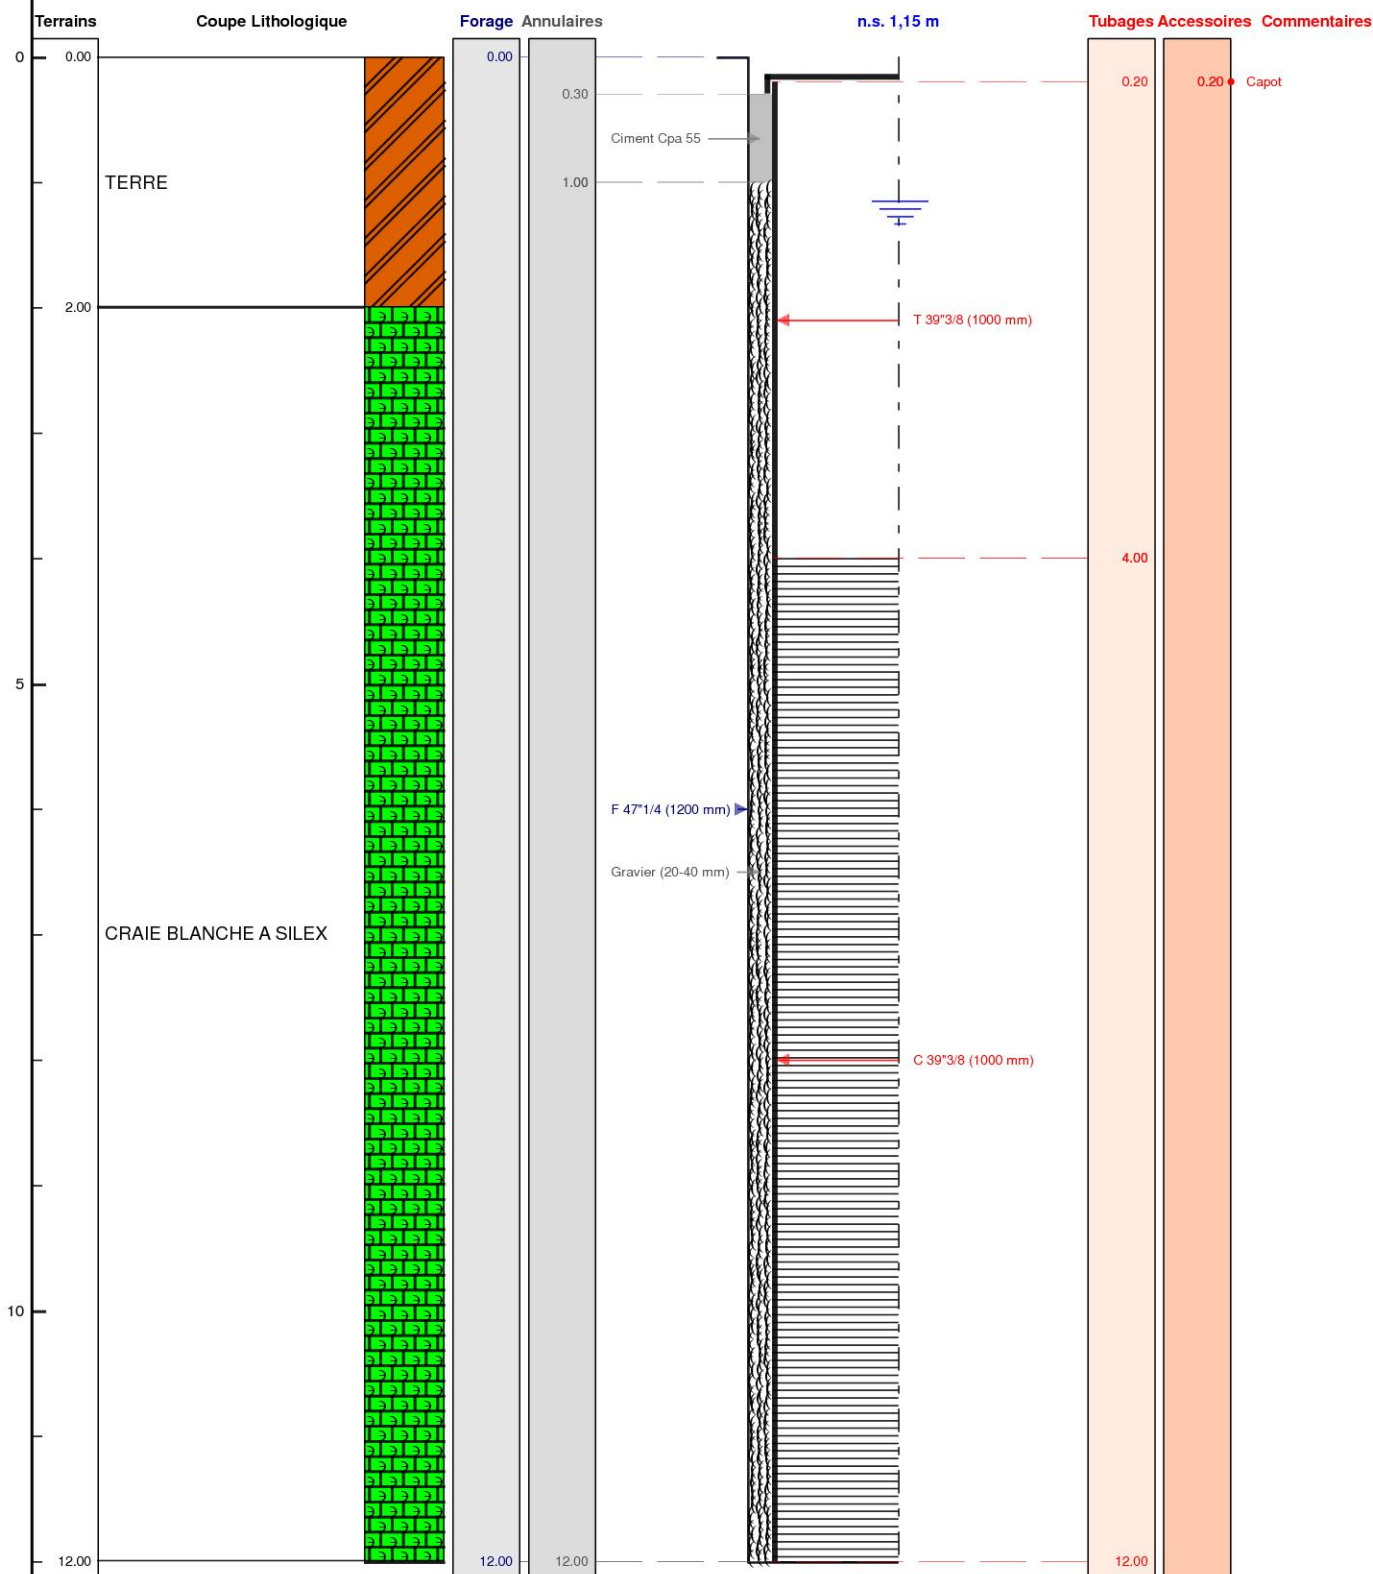 Terrains Coupe Lithologique Forage Annulaires n.s. 1,15 m Tubages Accessoires Commentaires
0 0.00 0.00
0.20 0.20 Capot
0.30
Ciment Cpa 55
TERRE 1.00
2.00
T 39"3/8 (1000 mm)
4.00
5
F 47"1/4 (1200 mm)
Gravier (20-40 mm)
CRAIE BLANCHE A SILEX
C 39"3/8 (1000 mm)
10
12.00 12.00 12.00 12.00